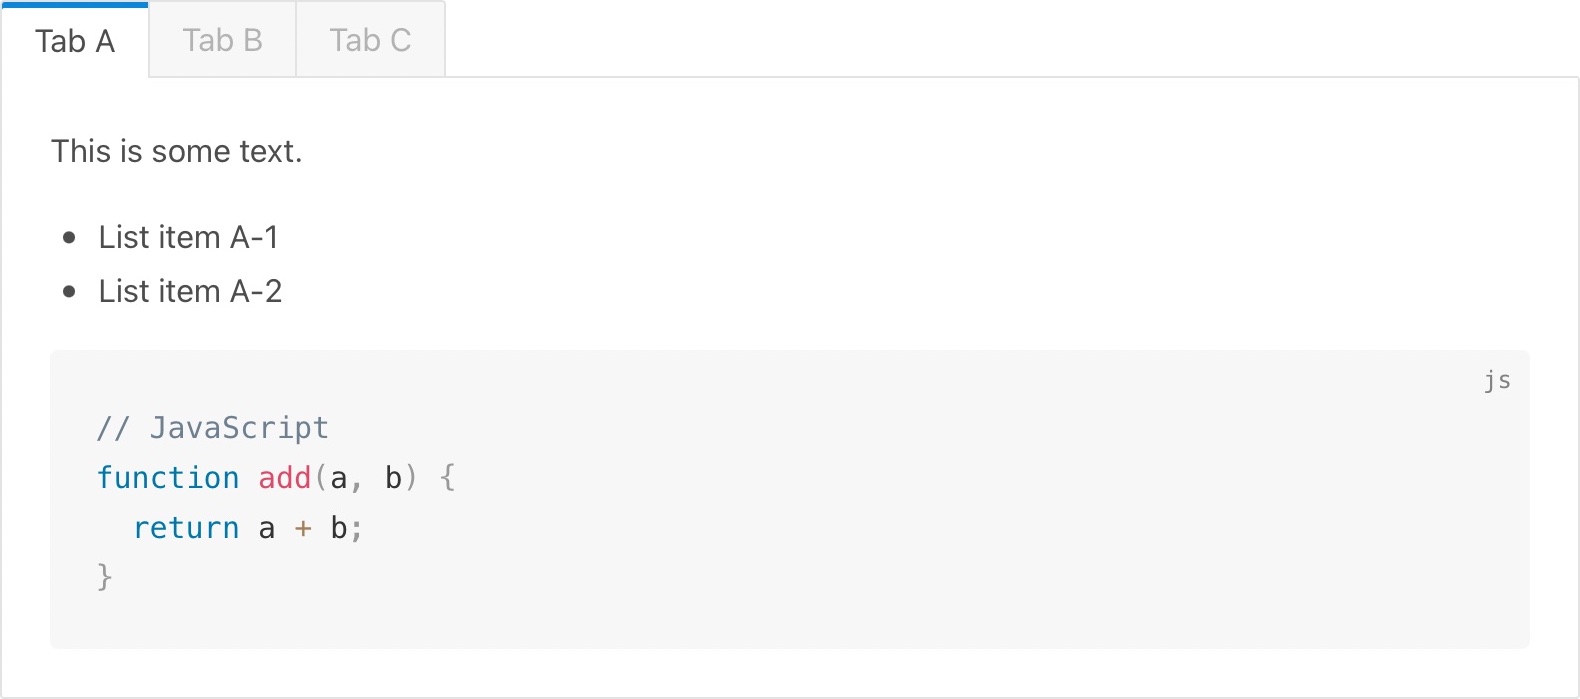 Tab A Tab B Tab C
This is some text.
• List item A-1
• List item A-2
js
// JavaScript
function add(a, b) {
  return a + b;
}